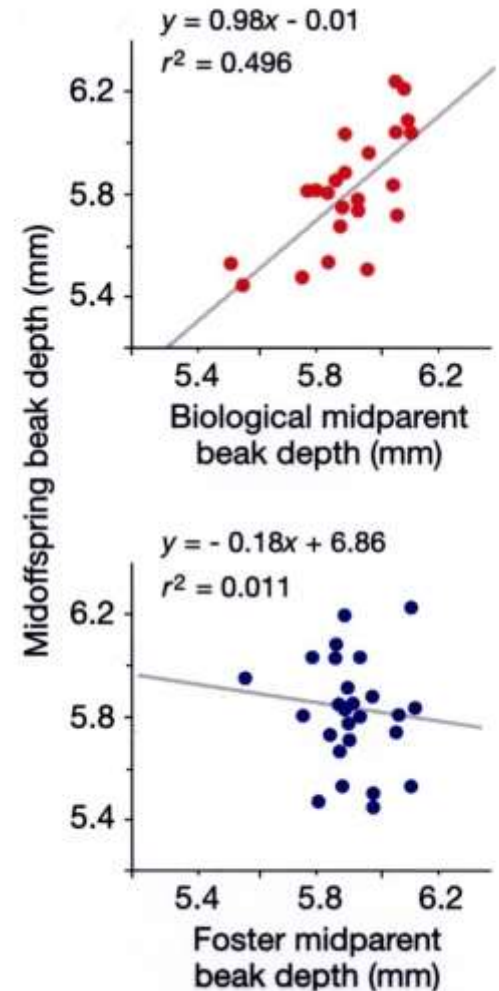 y = 0.98x - 0.01
r² = 0.496
6.2
5.8
5.4
5.4 5.8 6.2
Biological midparent
beak depth (mm)
Midoffspring beak depth (mm)
y = - 0.18x + 6.86
r² = 0.011
6.2
5.8
5.4
5.4 5.8 6.2
Foster midparent
beak depth (mm)